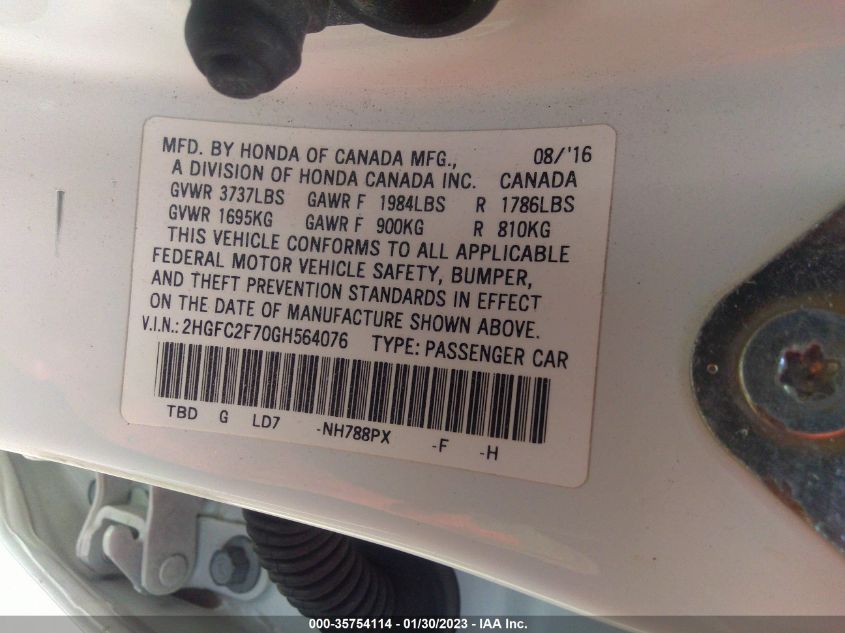 MFD. BY HONDA OF CANADA MFG., 08/'16
A DIVISION OF HONDA CANADA INC. CANADA
GVWR 3737LBS GAWR F 1984LBS R 1786LBS
GVWR 1695KG GAWR F 900KG R 810KG
THIS VEHICLE CONFORMS TO ALL APPLICABLE
FEDERAL MOTOR VEHICLE SAFETY, BUMPER,
AND THEFT PREVENTION STANDARDS IN EFFECT
ON THE DATE OF MANUFACTURE SHOWN ABOVE.
V.I.N.:2HGFC2F70GH564076 TYPE: PASSENGER CAR
TBD G LD7 -NH788PX -F -H
000-35754114 - 01/30/2023 - IAA Inc.